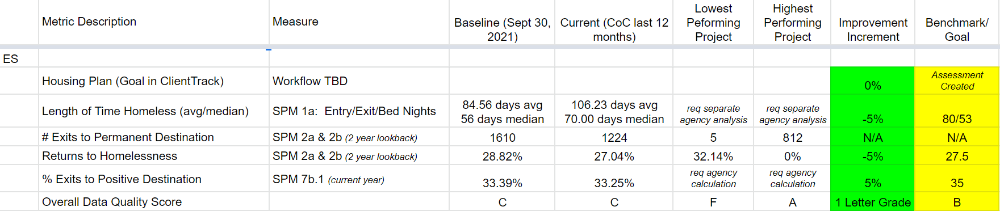 Metric Description Measure Baseline (Sept 30, 2021) Current (CoC last 12 months) Lowest Peforming Project Highest Performing Project Improvement Increment Benchmark/ Goal
ES
Housing Plan (Goal in ClientTrack) Workflow TBD 0% Assessment Created
Length of Time Homeless (avg/median) SPM 1a: Entry/Exit/Bed Nights 84.56 days avg 56 days median 106.23 days avg 70.00 days median req separate agency analysis req separate agency analysis -5% 80/53
# Exits to Permanent Destination SPM 2a & 2b (2 year lookback) 1610 1224 5 812 N/A N/A
Returns to Homelessness SPM 2a & 2b (2 year lookback) 28.82% 27.04% 32.14% 0% -5% 27.5
% Exits to Positive Destination SPM 7b.1 (current year) 33.39% 33.25% req agency calculation req agency calculation 5% 35
Overall Data Quality Score C C F A 1 Letter Grade B